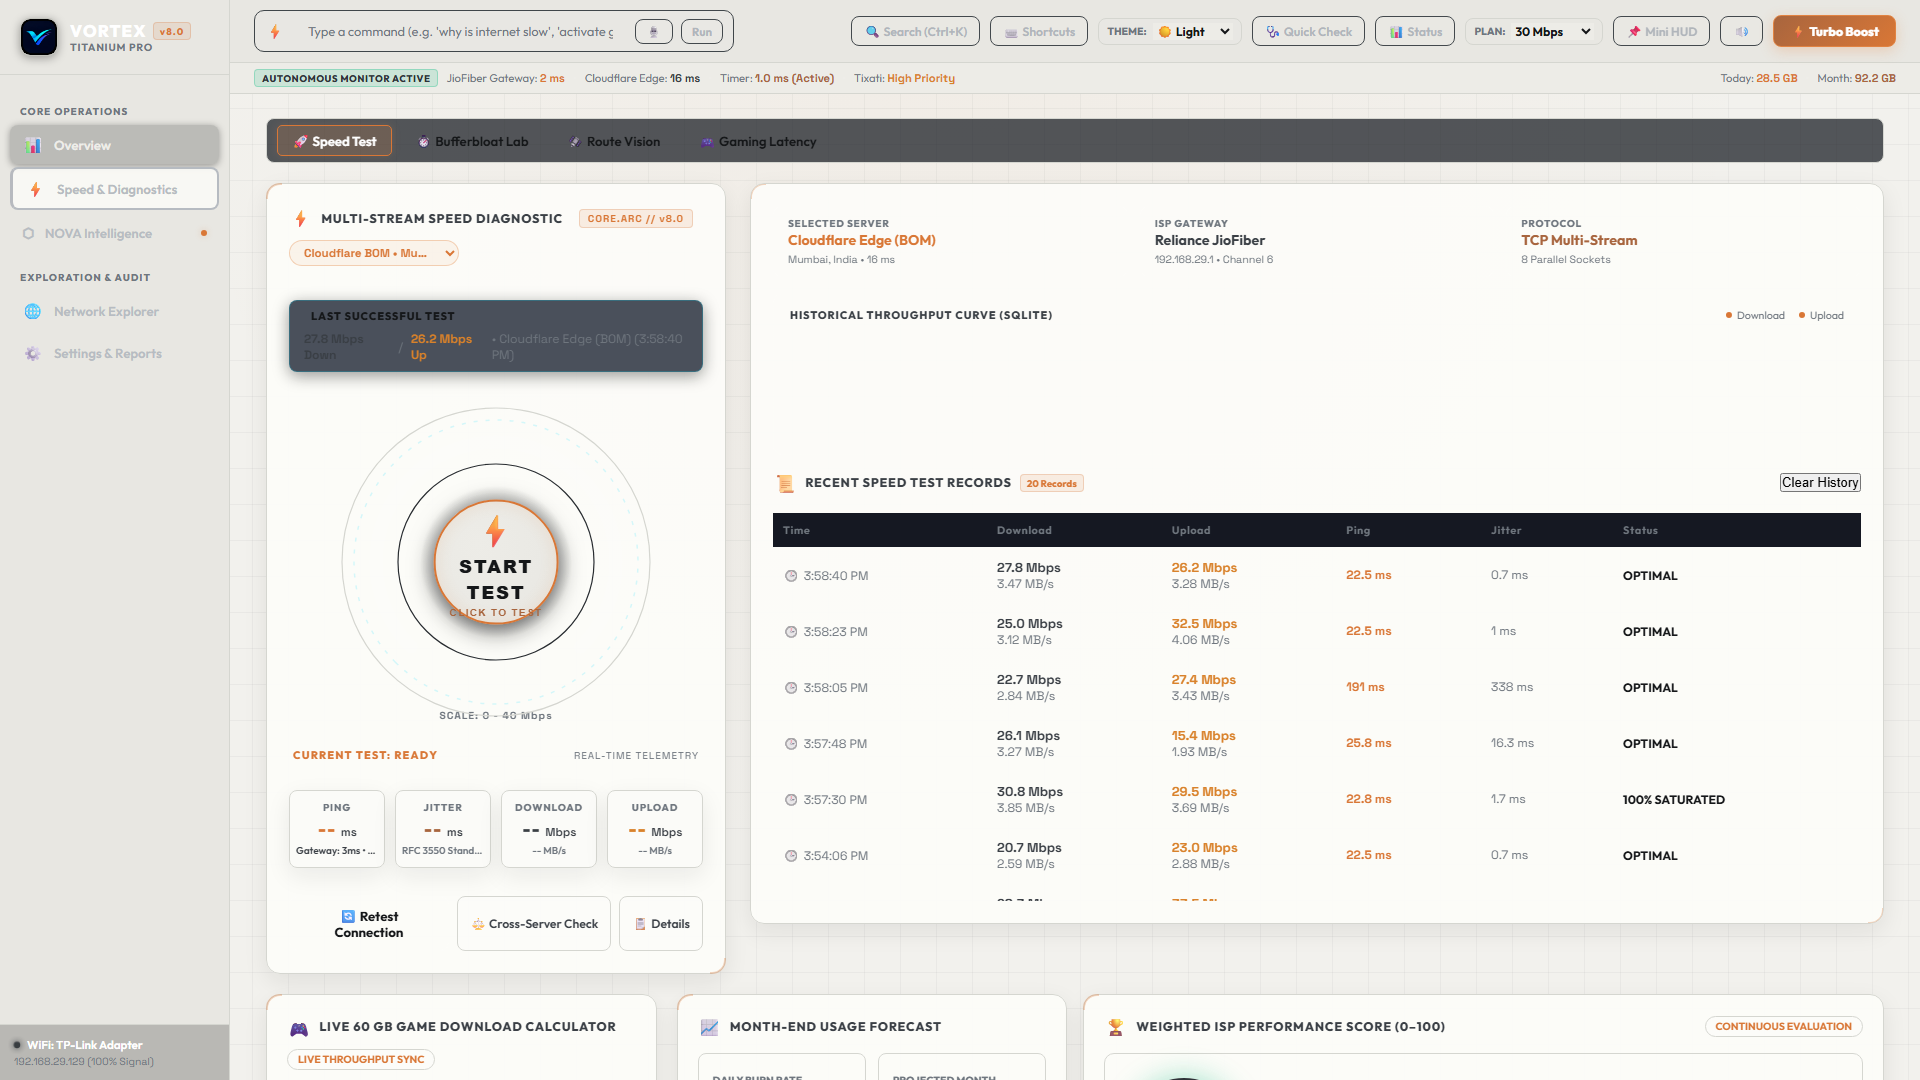 VORTEX v8.0
TITANIUM PRO
Type a command (e.g. 'why is internet slow', 'activate g
Run
Search (Ctrl+K)
Shortcuts
THEME: Light
Quick Check
Status
PLAN: 30 Mbps
Mini HUD
Turbo Boost
AUTONOMOUS MONITOR ACTIVE
JioFiber Gateway: 2 ms
Cloudflare Edge: 16 ms
Timer: 1.0 ms (Active)
Tixati: High Priority
Today: 28.5 GB
Month: 92.2 GB
CORE OPERATIONS
Overview
Speed & Diagnostics
NOVA Intelligence
EXPLORATION & AUDIT
Network Explorer
Settings & Reports
WiFi: TP-Link Adapter
192.168.29.129 (100% Signal)
Speed Test
Bufferbloat Lab
Route Vision
Gaming Latency
MULTI-STREAM SPEED DIAGNOSTIC
CORE.ARC // v8.0
Cloudflare BOM • Mu...
LAST SUCCESSFUL TEST
27.8 Mbps Down / 26.2 Mbps Up • Cloudflare Edge (BOM) (3:58:40 PM)
START
TEST
CLICK TO TEST
SCALE: 0 - 40 Mbps
CURRENT TEST: READY
REAL-TIME TELEMETRY
PING
-- ms
Gateway: 3ms • ...
JITTER
-- ms
RFC 3550 Stand...
DOWNLOAD
-- Mbps
-- MB/s
UPLOAD
-- Mbps
-- MB/s
Retest
Connection
Cross-Server Check
Details
SELECTED SERVER
Cloudflare Edge (BOM)
Mumbai, India • 16 ms
ISP GATEWAY
Reliance JioFiber
192.168.29.1 • Channel 6
PROTOCOL
TCP Multi-Stream
8 Parallel Sockets
HISTORICAL THROUGHPUT CURVE (SQLITE)
Download
Upload
RECENT SPEED TEST RECORDS
20 Records
Clear History
Time Download Upload Ping Jitter Status
3:58:40 PM 27.8 Mbps 26.2 Mbps 22.5 ms 0.7 ms OPTIMAL
3.47 MB/s 3.28 MB/s
3:58:23 PM 25.0 Mbps 32.5 Mbps 22.5 ms 1 ms OPTIMAL
3.12 MB/s 4.06 MB/s
3:58:05 PM 22.7 Mbps 27.4 Mbps 191 ms 338 ms OPTIMAL
2.84 MB/s 3.43 MB/s
3:57:48 PM 26.1 Mbps 15.4 Mbps 25.8 ms 16.3 ms OPTIMAL
3.27 MB/s 1.93 MB/s
3:57:30 PM 30.8 Mbps 29.5 Mbps 22.8 ms 1.7 ms 100% SATURATED
3.85 MB/s 3.69 MB/s
3:54:06 PM 20.7 Mbps 23.0 Mbps 22.5 ms 0.7 ms OPTIMAL
2.59 MB/s 2.88 MB/s
LIVE 60 GB GAME DOWNLOAD CALCULATOR
LIVE THROUGHPUT SYNC
MONTH-END USAGE FORECAST
DAILY BURN RATE
PROJECTED MONTH
WEIGHTED ISP PERFORMANCE SCORE (0–100)
CONTINUOUS EVALUATION